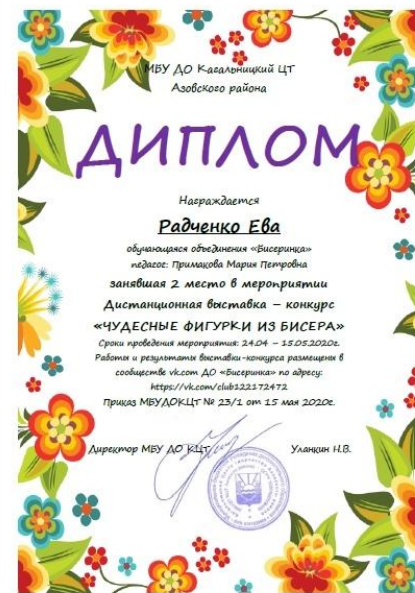 МБУ ДО Кагальницкий ЦТ
Азовского района
ДИПЛОМ
Награждается
Радченко Ева
обучающаяся объединения «Бисеринка»
педагог: Примакова Мария Петровна
занявшая 2 место в мероприятии
Дистанционная выставка – конкурс
«ЧУДЕСНЫЕ ФИГУРКИ ИЗ БИСЕРА»
Сроки проведения мероприятия: 24.04 – 15.05.2020г.
Работы и результаты выставки-конкурса размещены в
сообществе vk.com ДО «Бисеринка» по адресу:
https://vk.com/club122172472
Приказ МБУДОКЦТ № 23/1 от 15 мая 2020г.
Директор МБУ ДО КЦТ Уланкин Н.В.